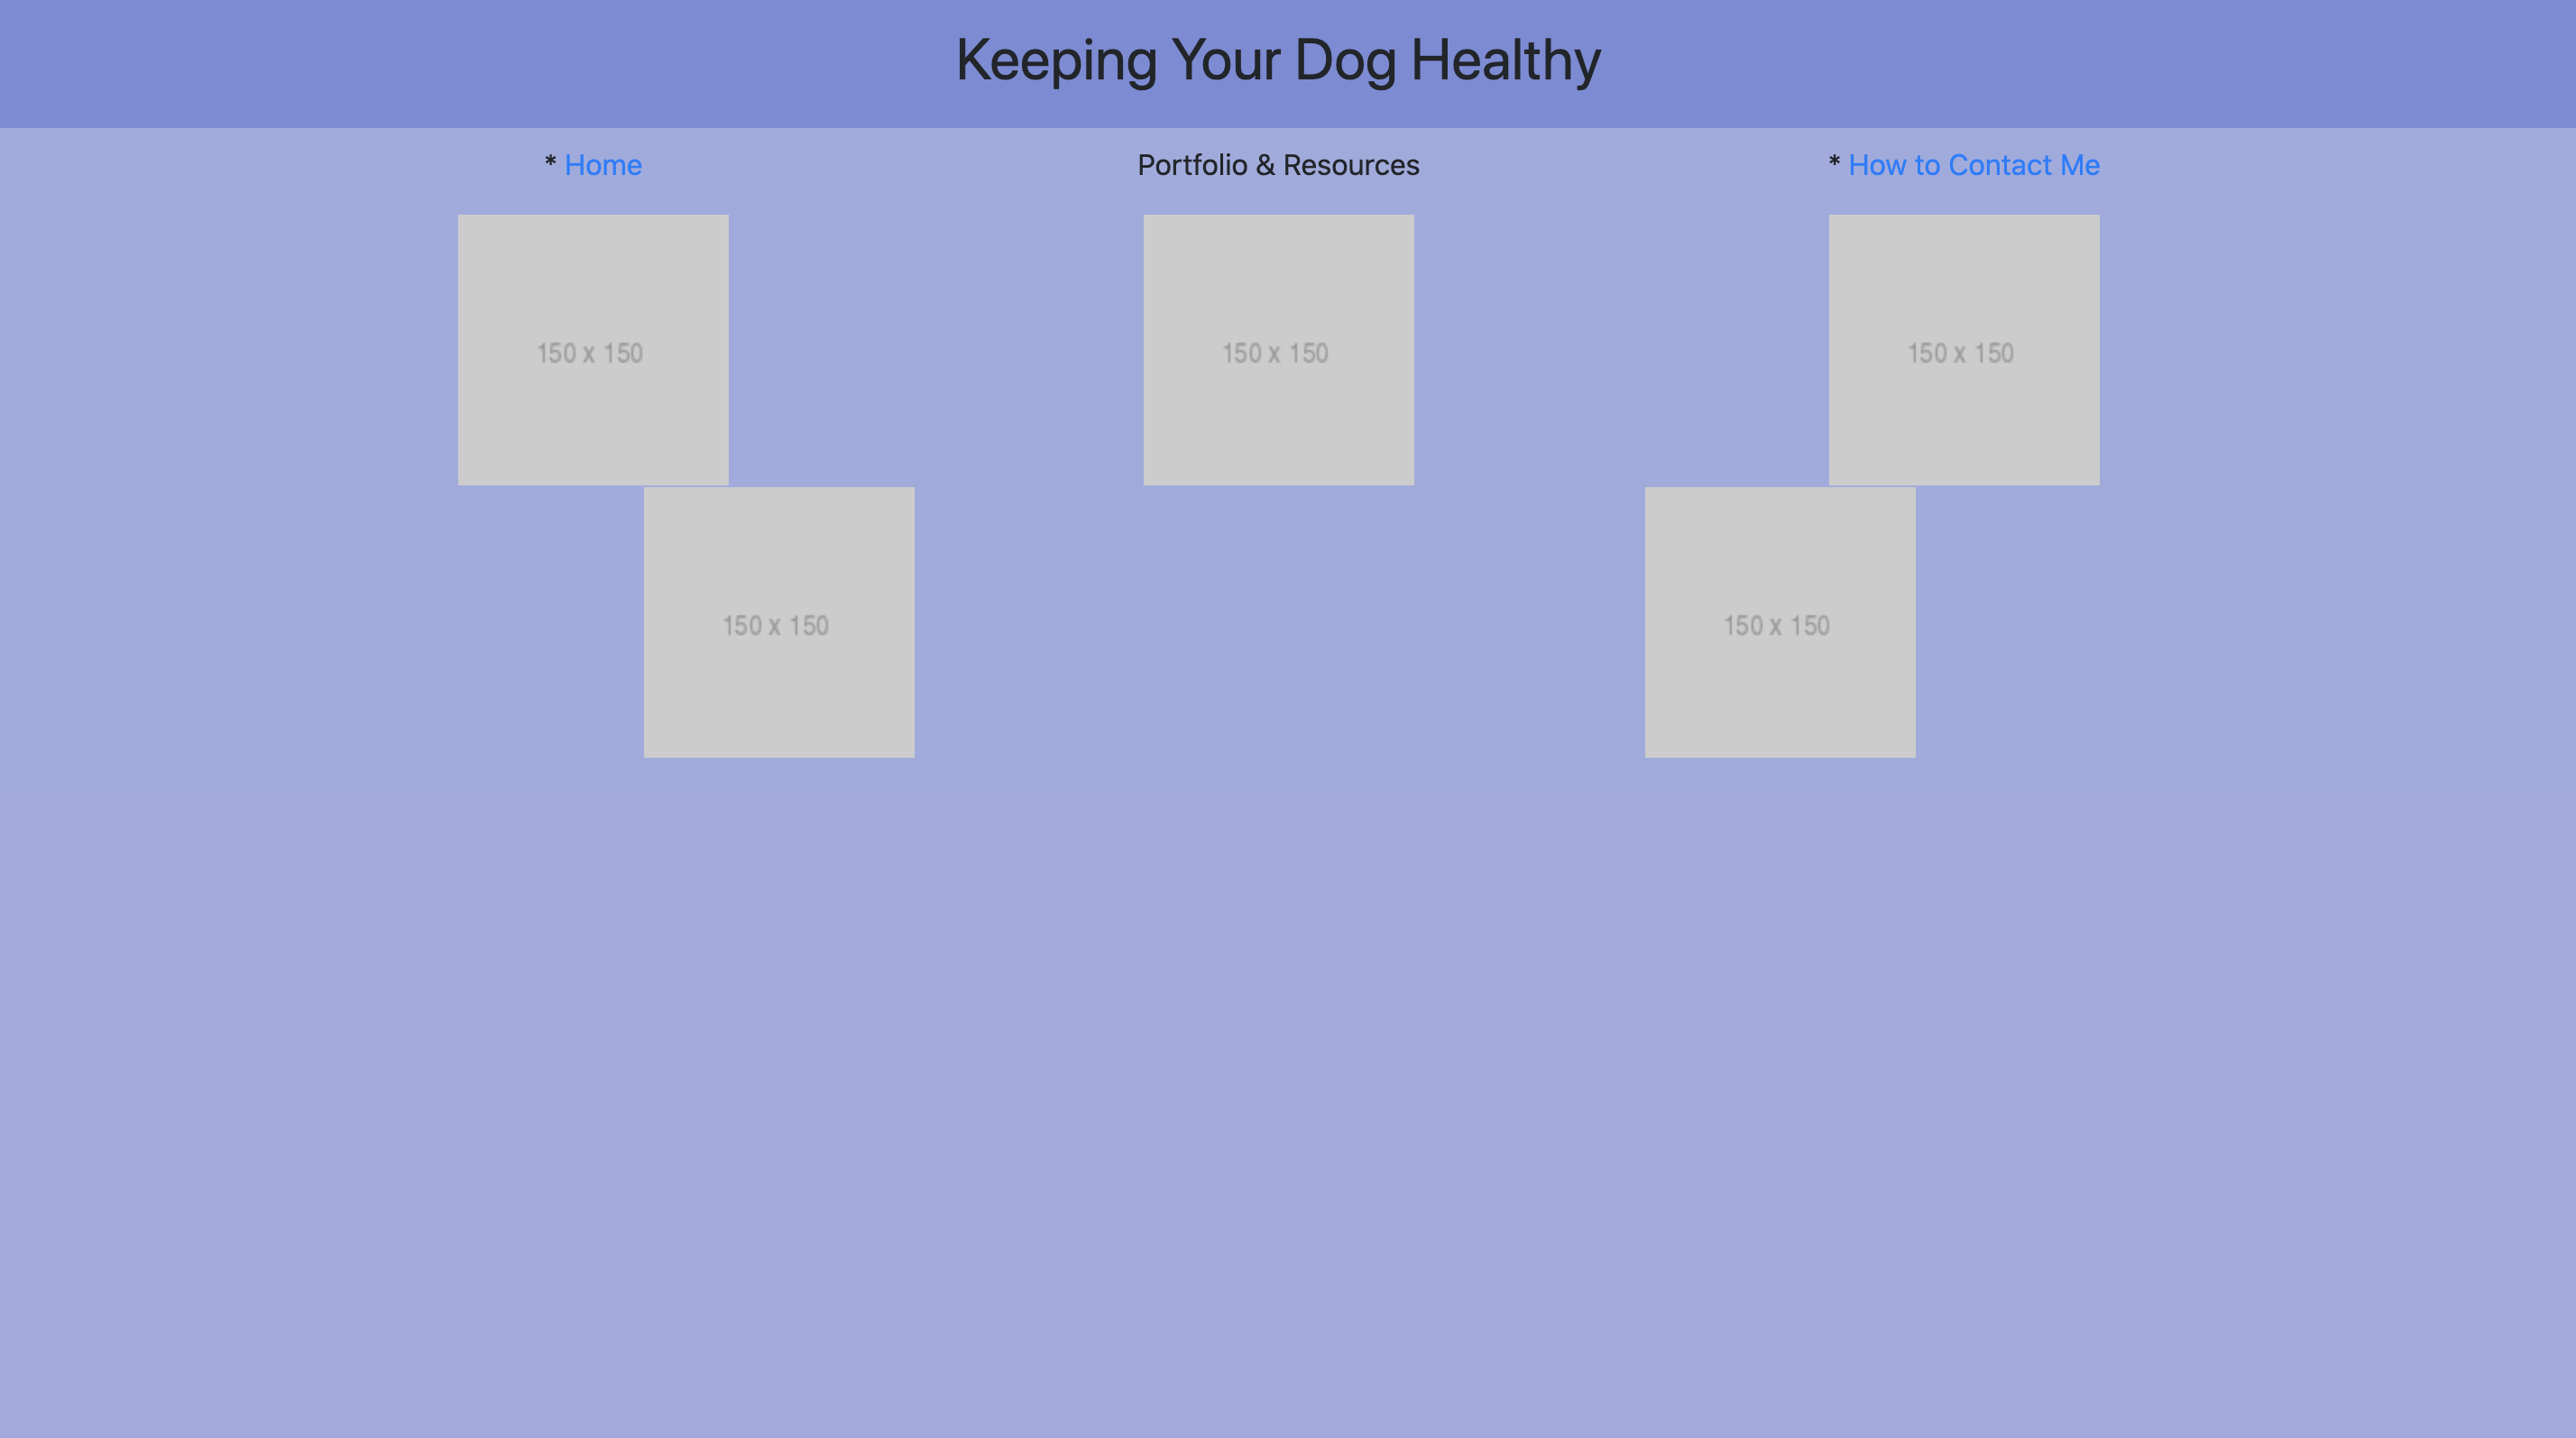 Keeping Your Dog Healthy
* Home Portfolio & Resources * How to Contact Me
150 x 150 150 x 150 150 x 150
150 x 150 150 x 150